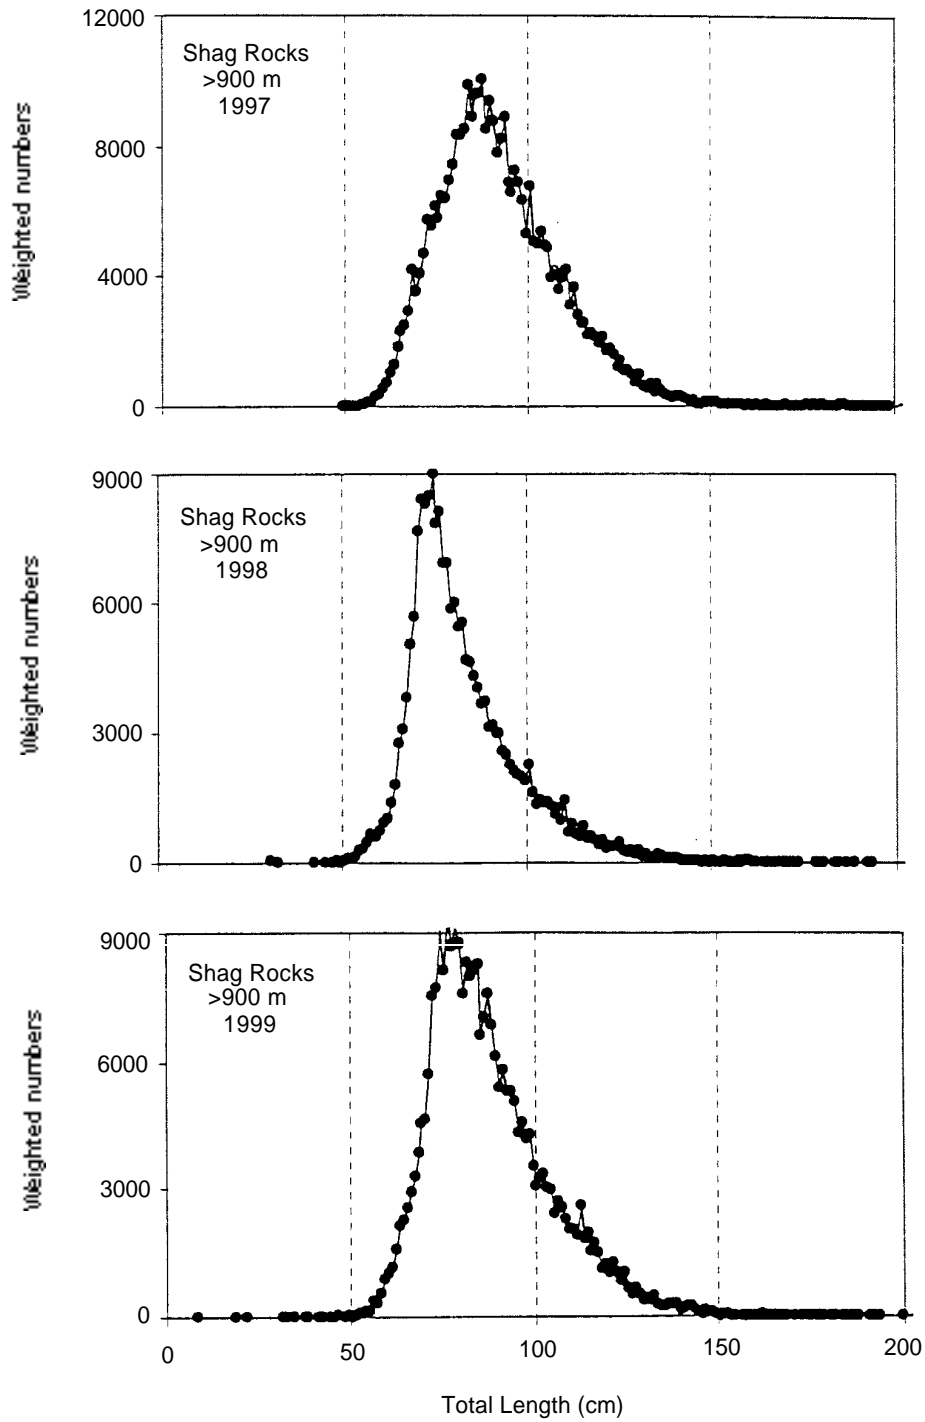 12000
8000
4000
0
Weighted numbers
Shag Rocks
>900 m
1997
9000
6000
3000
0
Weighted numbers
Shag Rocks
>900 m
1998
9000
6000
3000
0
Weighted numbers
Shag Rocks
>900 m
1999
0 50 100 150 200
Total Length (cm)